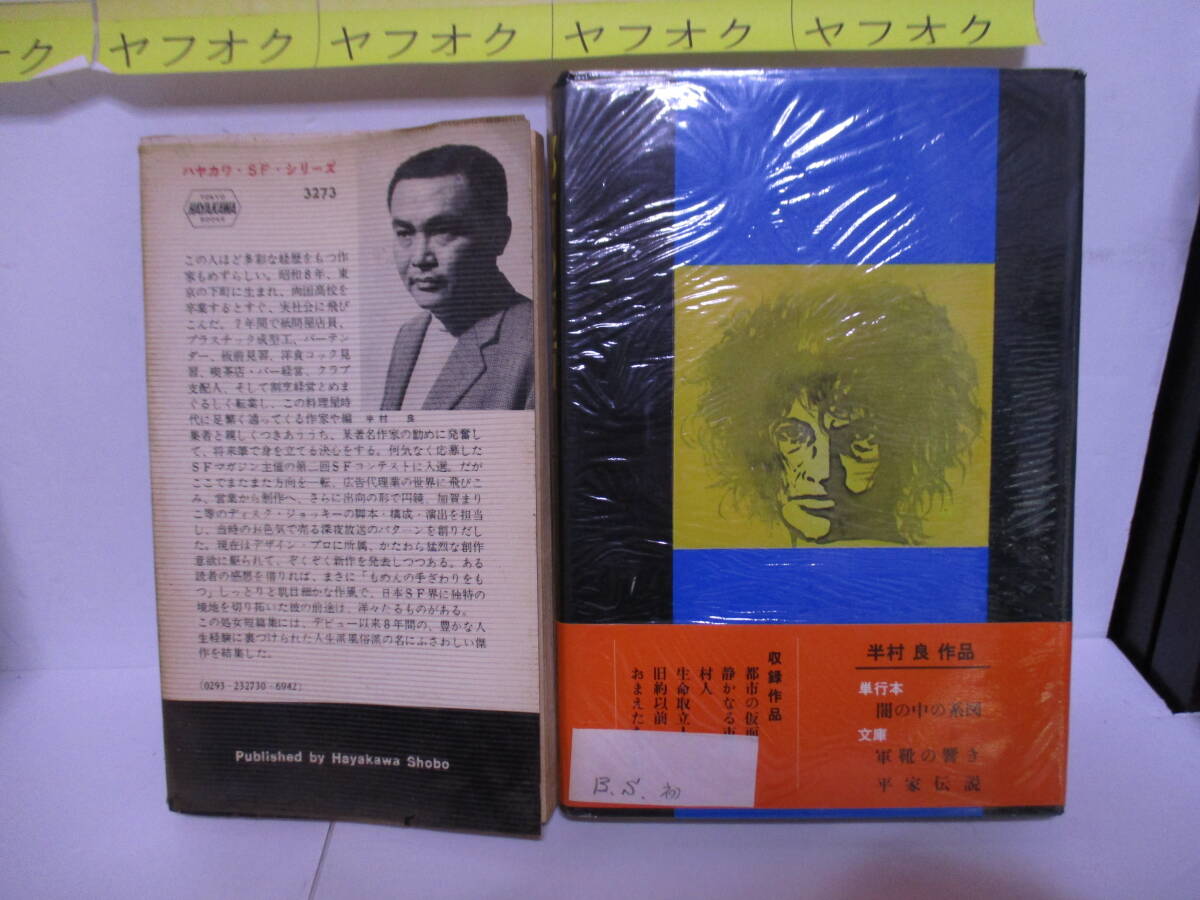 オク
ヤフオク
ヤフオク
ヤフオク
ヤフオク
ハヤカワ・SF・シリーズ
TOKYO
HAYAKAWA
BOOKS
3273
この人ほど多彩な経歴をもつ作
家もめずらしい。昭和8年、東
京の下町に生まれ、両国高校を
卒業するとすぐ、実社会に飛び
こんだ。7年間で紙問屋店員、
プラスチック成型工、バーテン
ダー、板前見習、洋食コック見
習、喫茶店・バー経営、クラブ
支配人、そして割烹経営とめま
ぐるしく転業し、この料理屋時
代に足繁く通ってくる作家や編
半村 良
集者と親しくつきあううち、某著名作家の勧めに発奮し
て、将来筆で身を立てる決心をする。何気なく応募した
SFマガジン主催の第二回SFコンテストに入選。だが
ここでまたまた方向を一転、広告代理業の世界に飛びこ
み、営業から制作へ、さらに出向の形で円鏡、加賀まり
こ等のディスク・ジョッキーの脚本・構成・演出を担当
し、当時のお色気で売る深夜放送のパターンを創りだし
た。現在はデザイン・プロに所属、かたわら猛烈な創作
意欲に駆られて、ぞくぞく新作を発表しつつある。ある
読者の感想を借りれば、まさに「もめんの手ざわりをも
つ」しっとりと肌目細かな作風で、日本SF界に独特の
境地を切り拓いた彼の前途は、洋々たるものがある。
この処女短篇集には、デビュー以来8年間の、豊かな人
生経験に裏づけられた人生派風俗派の名にふさわしい傑
作を結集した。
(0293-232730-6942)
Published by Hayakawa Shobo
半村 良 作品
単行本
闇の中の系図
文庫
軍靴の響き
平家伝説
収録作品
都市の仮面
静かなる市
村人
生命取立
旧約以前
おまえた
B.S. 初